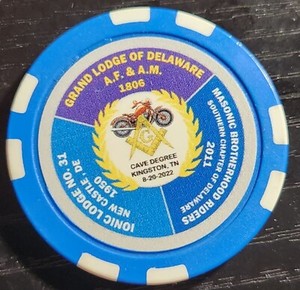 GRAND LODGE OF DELAWARE
A.F. & A.M.
1806
MASONIC BROTHERHOOD RIDERS
SOUTHERN CHAPTER OF DELAWARE
2011
G
CAVE DEGREE
KINGSTON, TN
8-20-2022
IONIC LODGE NO. 31
NEW CASTLE, DE
1950